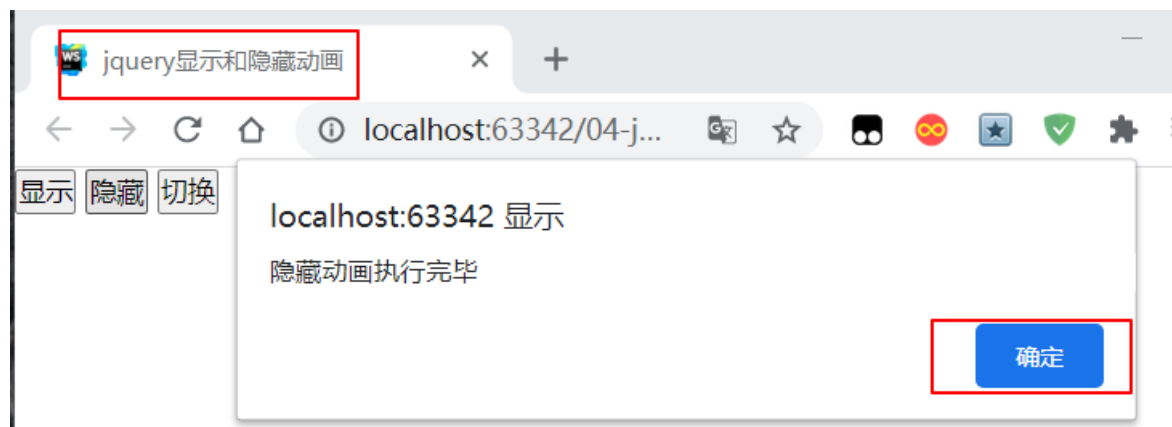 WS jquery显示和隐藏动画
localhost:63342/04-j...
显示 隐藏 切换
localhost:63342 显示
隐藏动画执行完毕
确定